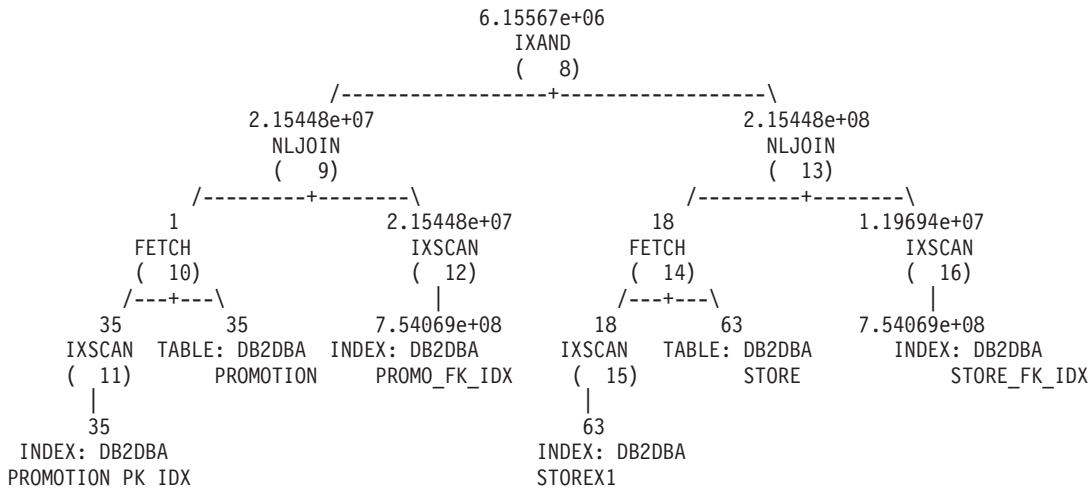 6.15567e+06
IXAND
( 8)
/------------------+------------------\
2.15448e+07 2.15448e+08
NLJOIN NLJOIN
( 9) ( 13)
/---------+--------\ /---------+--------\
1 2.15448e+07 18 1.19694e+07
FETCH IXSCAN FETCH IXSCAN
( 10) ( 12) ( 14) ( 16)
/---+---\ | /---+---\ |
35 35 7.54069e+08 18 63 7.54069e+08
IXSCAN TABLE: DB2DBA INDEX: DB2DBA IXSCAN TABLE: DB2DBA INDEX: DB2DBA
( 11) PROMOTION PROMO_FK_IDX ( 15) STORE STORE_FK_IDX
| |
35 63
INDEX: DB2DBA INDEX: DB2DBA
PROMOTION_PK_IDX STOREX1